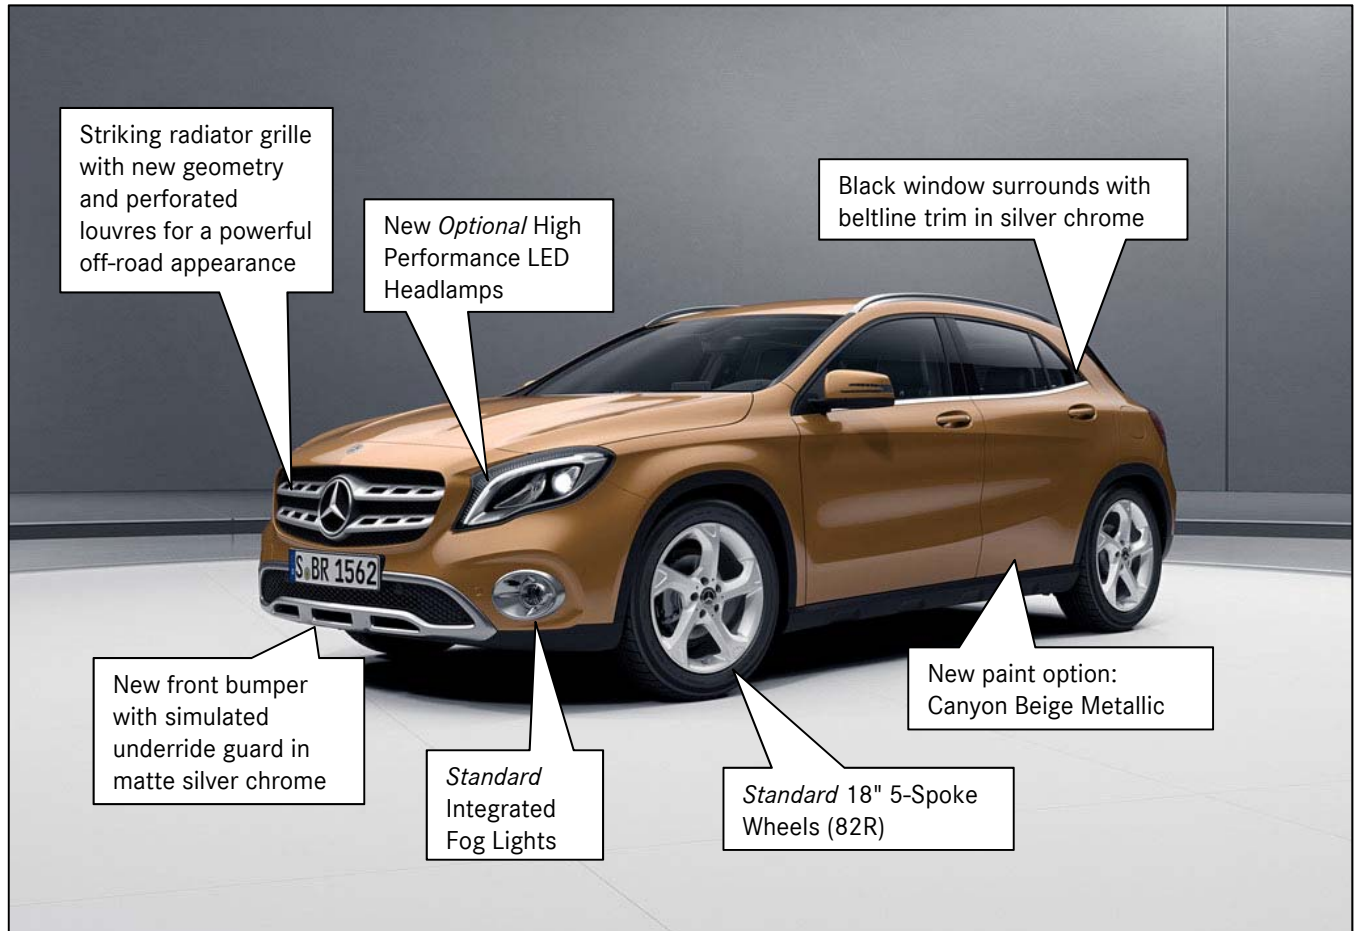 Striking radiator grille
with new geometry
and perforated
louvres for a powerful
off-road appearance
New Optional High
Performance LED
Headlamps
Black window surrounds with
beltline trim in silver chrome
S BR 1562
New front bumper
with simulated
underride guard in
matte silver chrome
Standard
Integrated
Fog Lights
Standard 18" 5-Spoke
Wheels (82R)
New paint option:
Canyon Beige Metallic